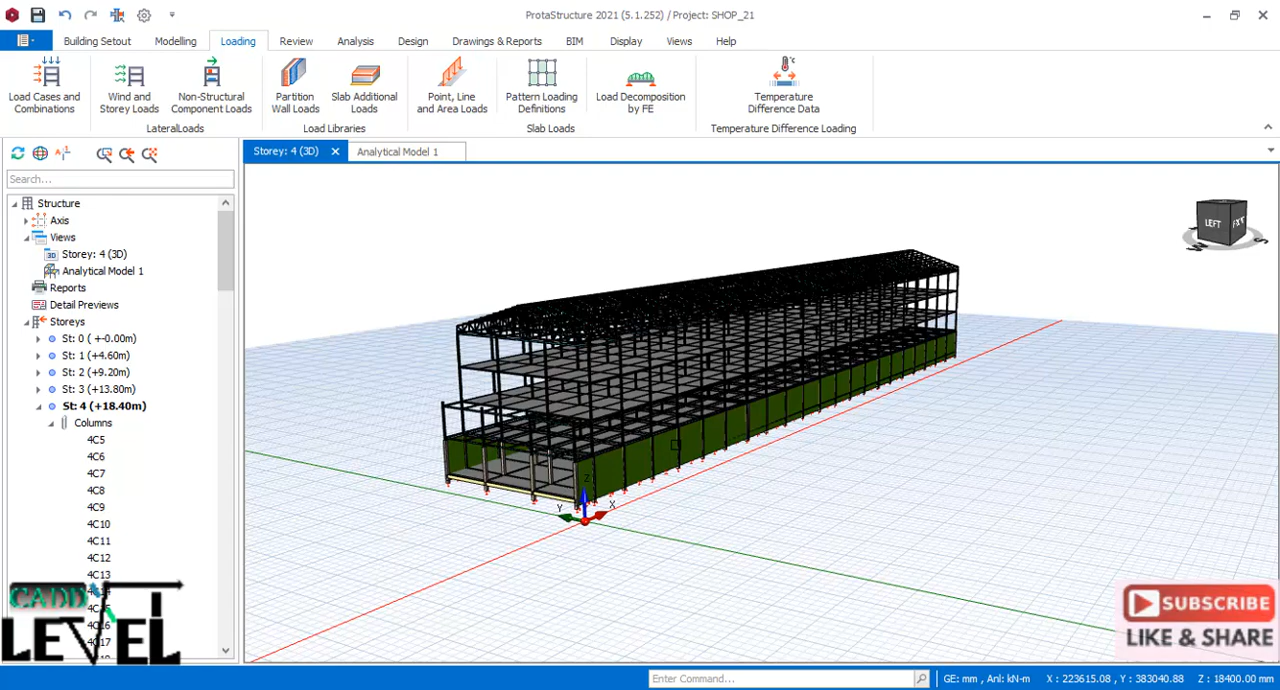 ProtaStructure 2021 (5.1.252) / Project: SHOP_21
Building Setout Modelling Loading Review Analysis Design Drawings & Reports BIM Display Views Help
Load Cases and Combinations
Wind and Storey Loads
Non-Structural Component Loads
Partition Wall Loads
Slab Additional Loads
Point, Line and Area Loads
Pattern Loading Definitions
Load Decomposition by FE
Temperature Difference Data
LateralLoads Load Libraries Slab Loads Temperature Difference Loading
Storey: 4 (3D) Analytical Model 1
Search...
Structure
Axis
Views
Storey: 4 (3D)
Analytical Model 1
Reports
Detail Previews
Storeys
St: 0 ( +-0.00m)
St: 1 (+4.60m)
St: 2 (+9.20m)
St: 3 (+13.80m)
St: 4 (+18.40m)
Columns
4C5
4C6
4C7
4C8
4C9
4C10
4C11
4C12
4C13
LEFT
Z
Y X
CADD
LEVEL
SUBSCRIBE
LIKE & SHARE
Enter Command...
GE: mm , Anl: kN-m X : 223615.08 , Y : 383040.88 Z : 18400.00 mm